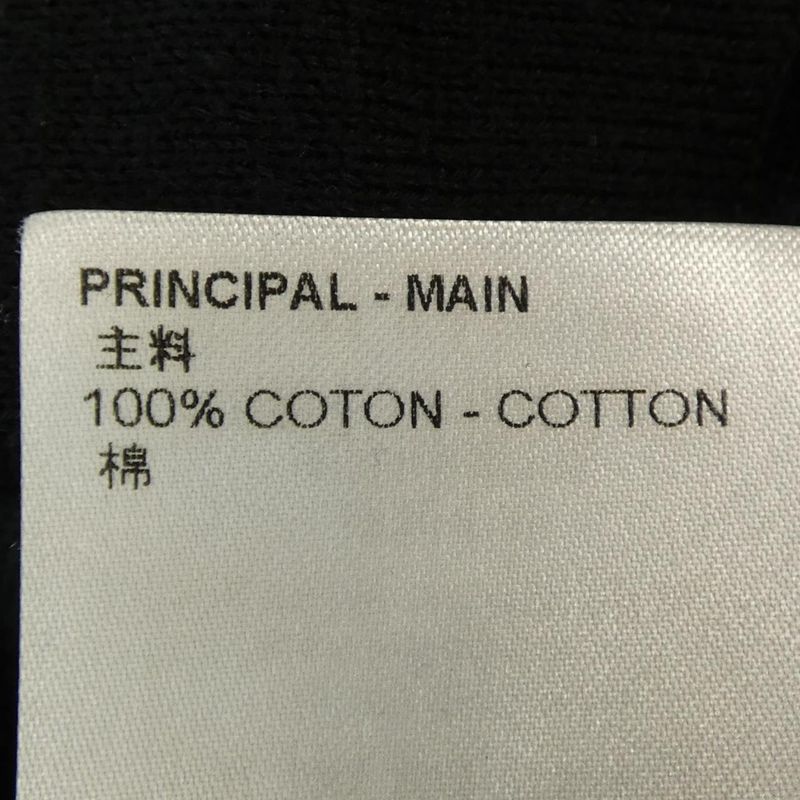 PRINCIPAL - MAIN
主料
100% COTON - COTTON
棉